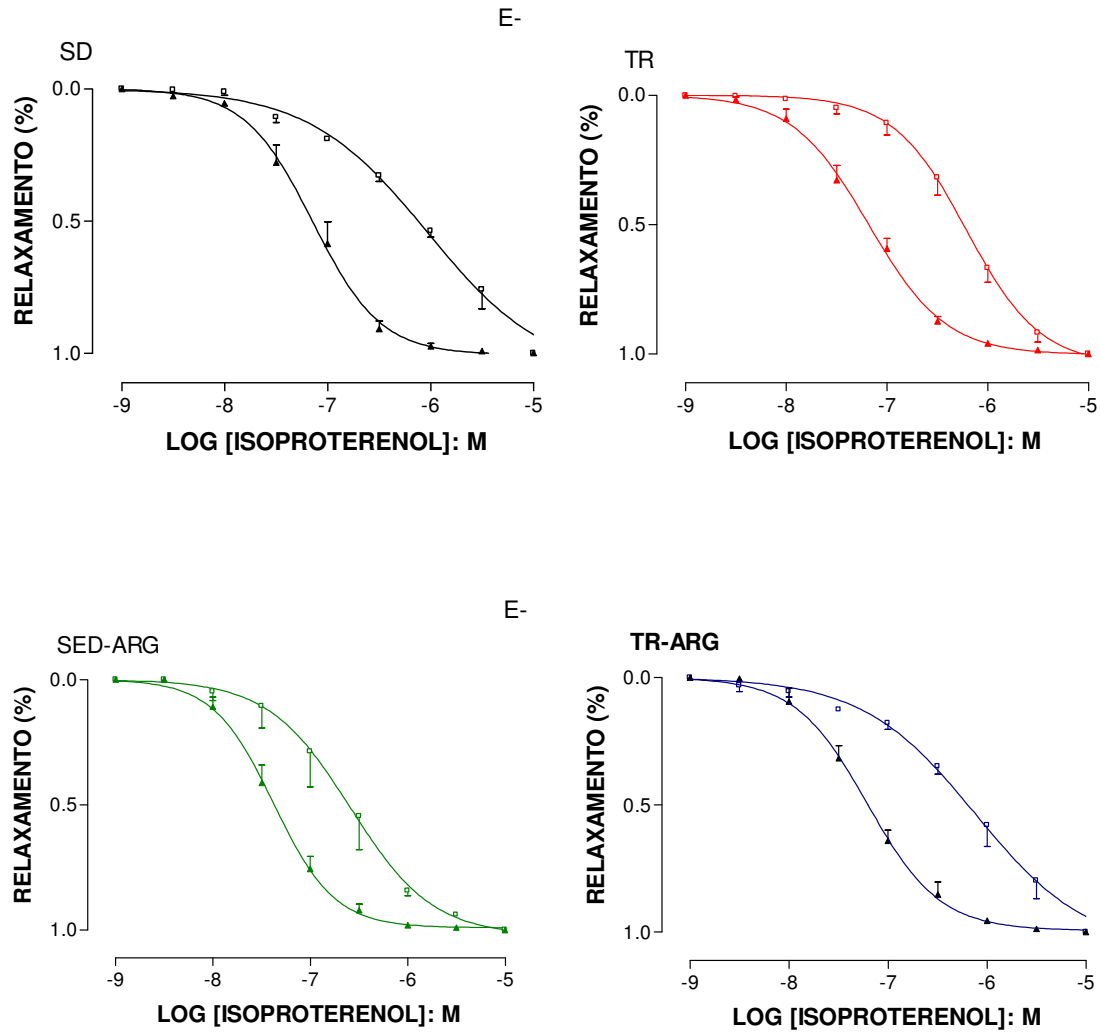 E-
SD
TR
RELAXAMENTO (%)
0.0
0.5
1.0
-9 -8 -7 -6 -5
LOG [ISOPROTERENOL]: M
RELAXAMENTO (%)
0.0
0.5
1.0
-9 -8 -7 -6 -5
LOG [ISOPROTERENOL]: M
E-
SED-ARG
TR-ARG
RELAXAMENTO (%)
0.0
0.5
1.0
-9 -8 -7 -6 -5
LOG [ISOPROTERENOL]: M
RELAXAMENTO (%)
0.0
0.5
1.0
-9 -8 -7 -6 -5
LOG [ISOPROTERENOL]: M